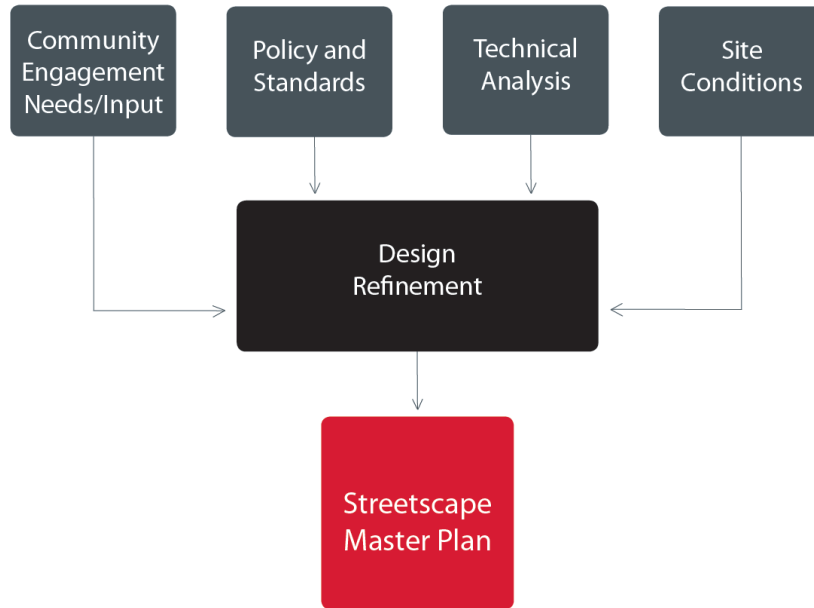 Community
Engagement
Needs/Input
Policy and
Standards
Technical
Analysis
Site
Conditions
Design
Refinement
Streetscape
Master Plan